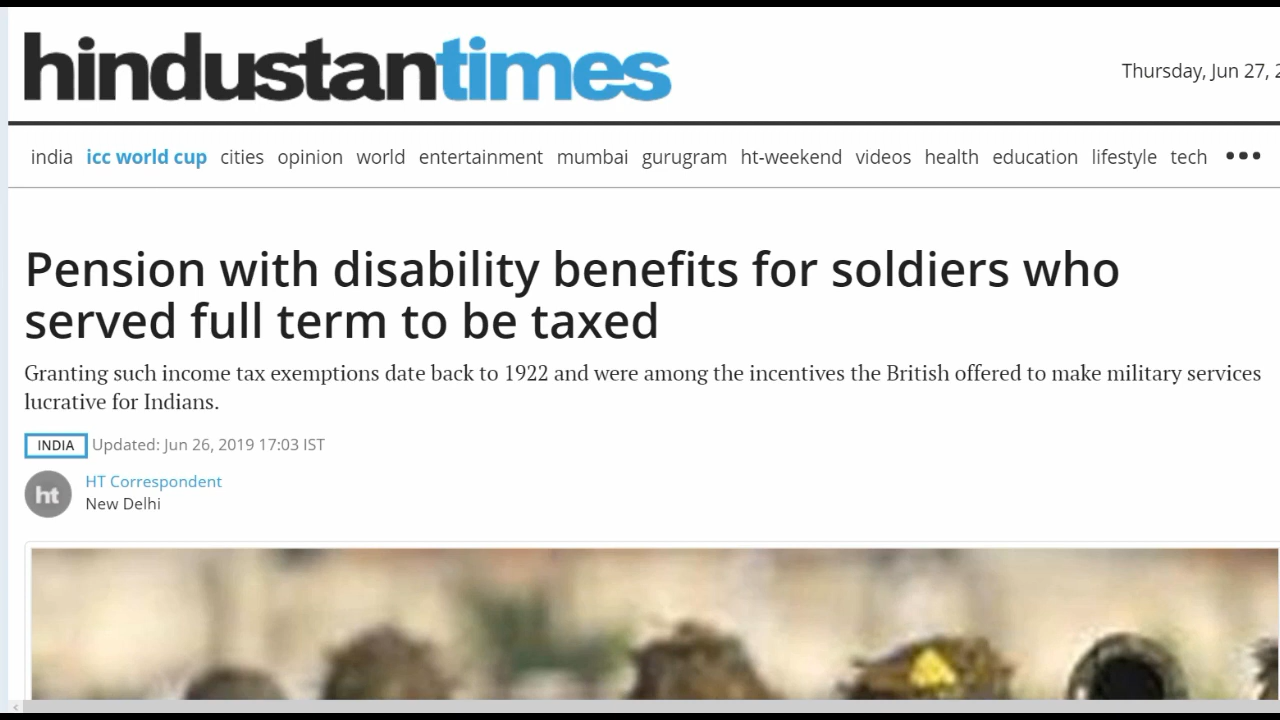 hindustantimes
Thursday, Jun 27, 2
india icc world cup cities opinion world entertainment mumbai gurugram ht-weekend videos health education lifestyle tech •••
Pension with disability benefits for soldiers who
served full term to be taxed
Granting such income tax exemptions date back to 1922 and were among the incentives the British offered to make military services
lucrative for Indians.
INDIA Updated: Jun 26, 2019 17:03 IST
ht HT Correspondent
New Delhi